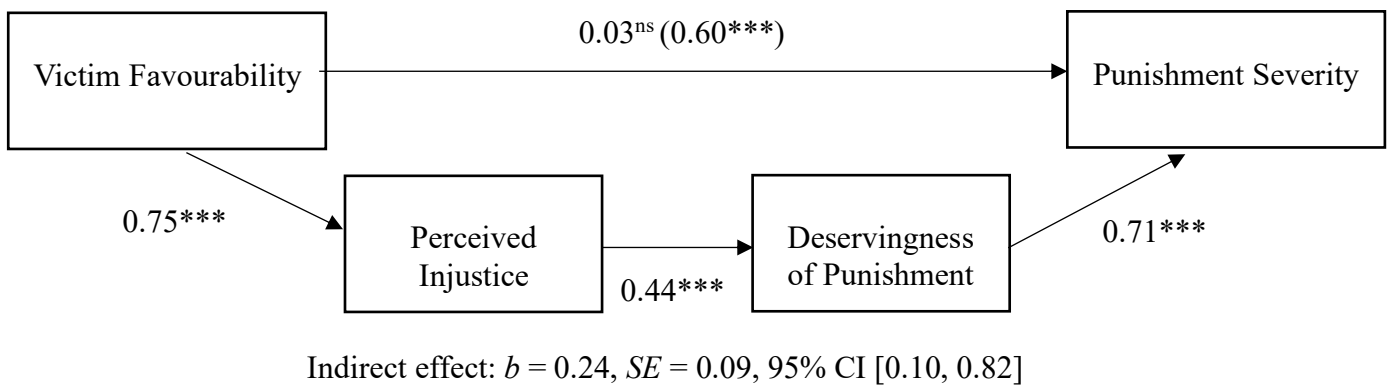 0.03ns (0.60***)
Victim Favourability
Punishment Severity
0.75***
Perceived
Injustice
0.44***
Deservingness
of Punishment
0.71***
Indirect effect: b = 0.24, SE = 0.09, 95% CI [0.10, 0.82]